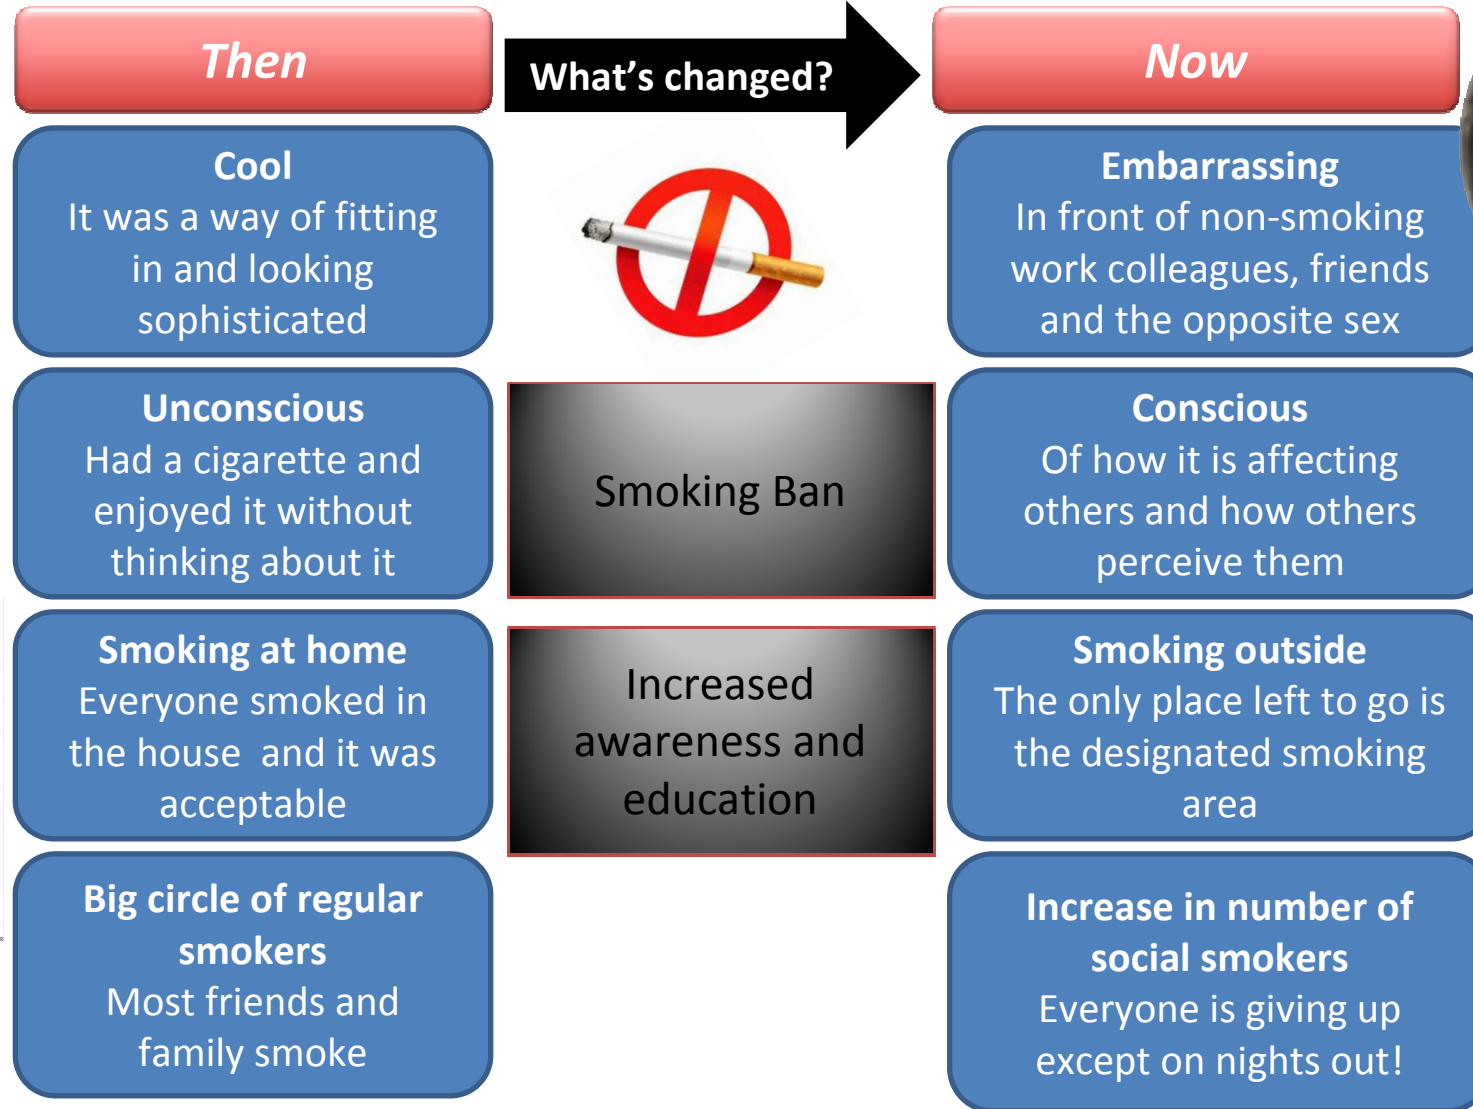 Then
What's changed?
Now
Cool
It was a way of fitting
in and looking
sophisticated
Embarrassing
In front of non-smoking
work colleagues, friends
and the opposite sex
Unconscious
Had a cigarette and
enjoyed it without
thinking about it
Smoking Ban
Conscious
Of how it is affecting
others and how others
perceive them
Smoking at home
Everyone smoked in
the house and it was
acceptable
Increased
awareness and
education
Smoking outside
The only place left to go is
the designated smoking
area
Big circle of regular
smokers
Most friends and
family smoke
Increase in number of
social smokers
Everyone is giving up
except on nights out!